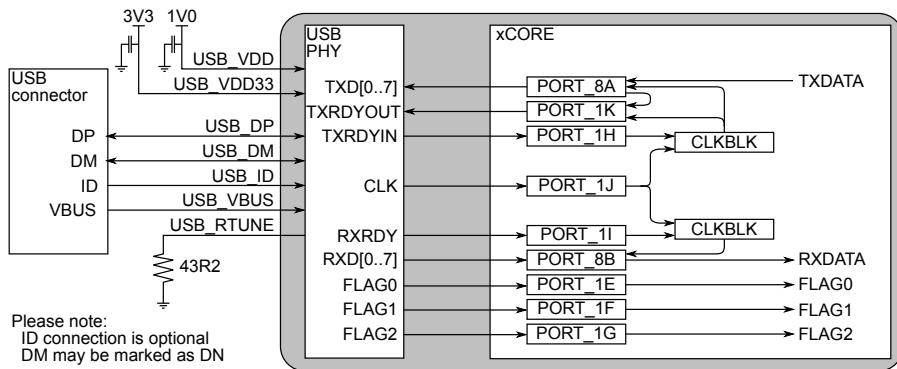 3V3
1V0
USB
connector
DP
DM
ID
VBUS
USB_VDD
USB_VDD33
USB_DP
USB_DM
USB_ID
USB_VBUS
USB_RTUNE
43R2
Please note:
ID connection is optional
DM may be marked as DN
USB
PHY
TXD[0..7]
TXRDYOUT
TXRDYIN
CLK
RXRDY
RXD[0..7]
FLAG0
FLAG1
FLAG2
xCORE
PORT_8A
PORT_1K
PORT_1H
PORT_1J
PORT_1I
PORT_8B
PORT_1E
PORT_1F
PORT_1G
CLKBLK
CLKBLK
TXDATA
RXDATA
FLAG0
FLAG1
FLAG2